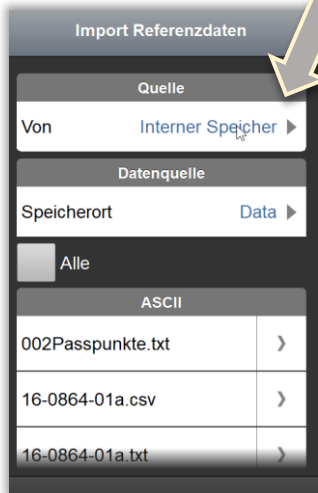 Import Referenzdaten
Quelle
Von Interner Speicher
Datenquelle
Speicherort Data
Alle
ASCII
002Passpunkte.txt
16-0864-01a.csv
16-0864-01a.txt